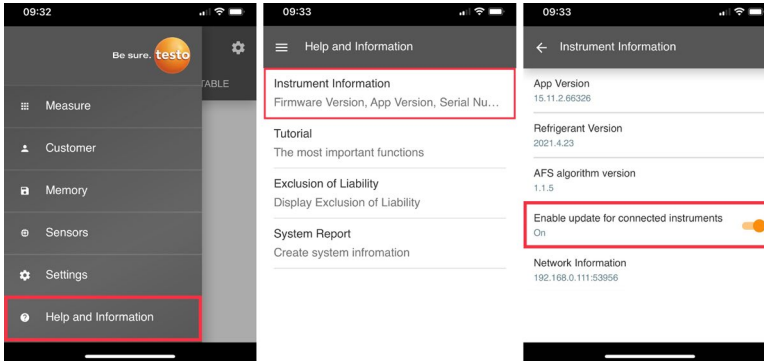 09:32
Be sure. testo
TABLE
Measure
Customer
Memory
Sensors
Settings
Help and Information
09:33
Help and Information
Instrument Information
Firmware Version, App Version, Serial Nu...
Tutorial
The most important functions
Exclusion of Liability
Display Exclusion of Liability
System Report
Create system infromation
09:33
Instrument Information
App Version
15.11.2.66326
Refrigerant Version
2021.4.23
AFS algorithm version
1.1.5
Enable update for connected instruments
On
Network Information
192.168.0.111:53956